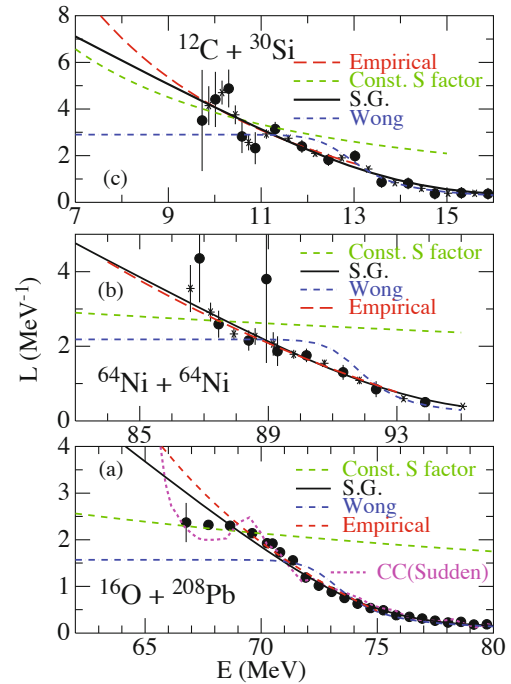 8
6
4
2
0
¹²C + ³⁰Si
Empirical
Const. S factor
S.G.
Wong
(c)
7 9 11 13 15
4
2
0
L (MeV⁻¹)
(b)
Const. S factor
S.G.
Wong
Empirical
⁶⁴Ni + ⁶⁴Ni
85 89 93
4
3
2
1
0
(a)
Const. S factor
S.G.
Wong
Empirical
CC(Sudden)
¹⁶O + ²⁰⁸Pb
65 70 75 80
E (MeV)